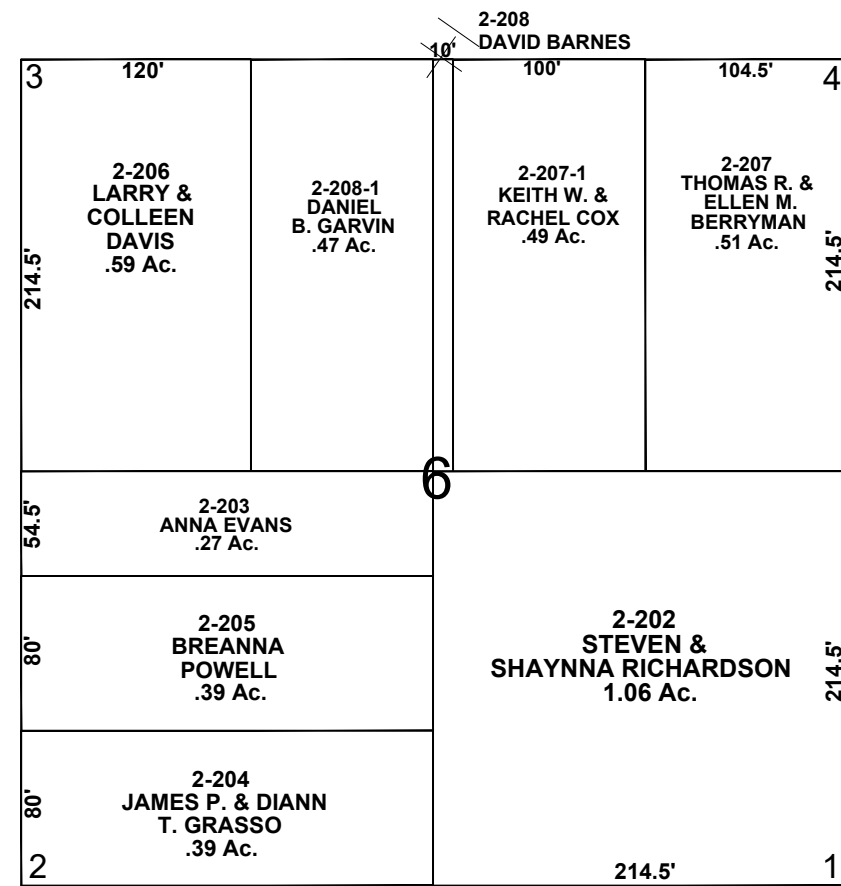 2-208
DAVID BARNES
10'
3
120'
100'
104.5'
4
2-206
LARRY &
COLLEEN
DAVIS
.59 Ac.
2-208-1
DANIEL
B. GARVIN
.47 Ac.
2-207-1
KEITH W. &
RACHEL COX
.49 Ac.
2-207
THOMAS R. &
ELLEN M.
BERRYMAN
.51 Ac.
214.5'
214.5'
6
54.5'
2-203
ANNA EVANS
.27 Ac.
80'
2-205
BREANNA
POWELL
.39 Ac.
2-202
STEVEN &
SHAYNNA RICHARDSON
1.06 Ac.
214.5'
80'
2-204
JAMES P. & DIANN
T. GRASSO
.39 Ac.
2
214.5'
1